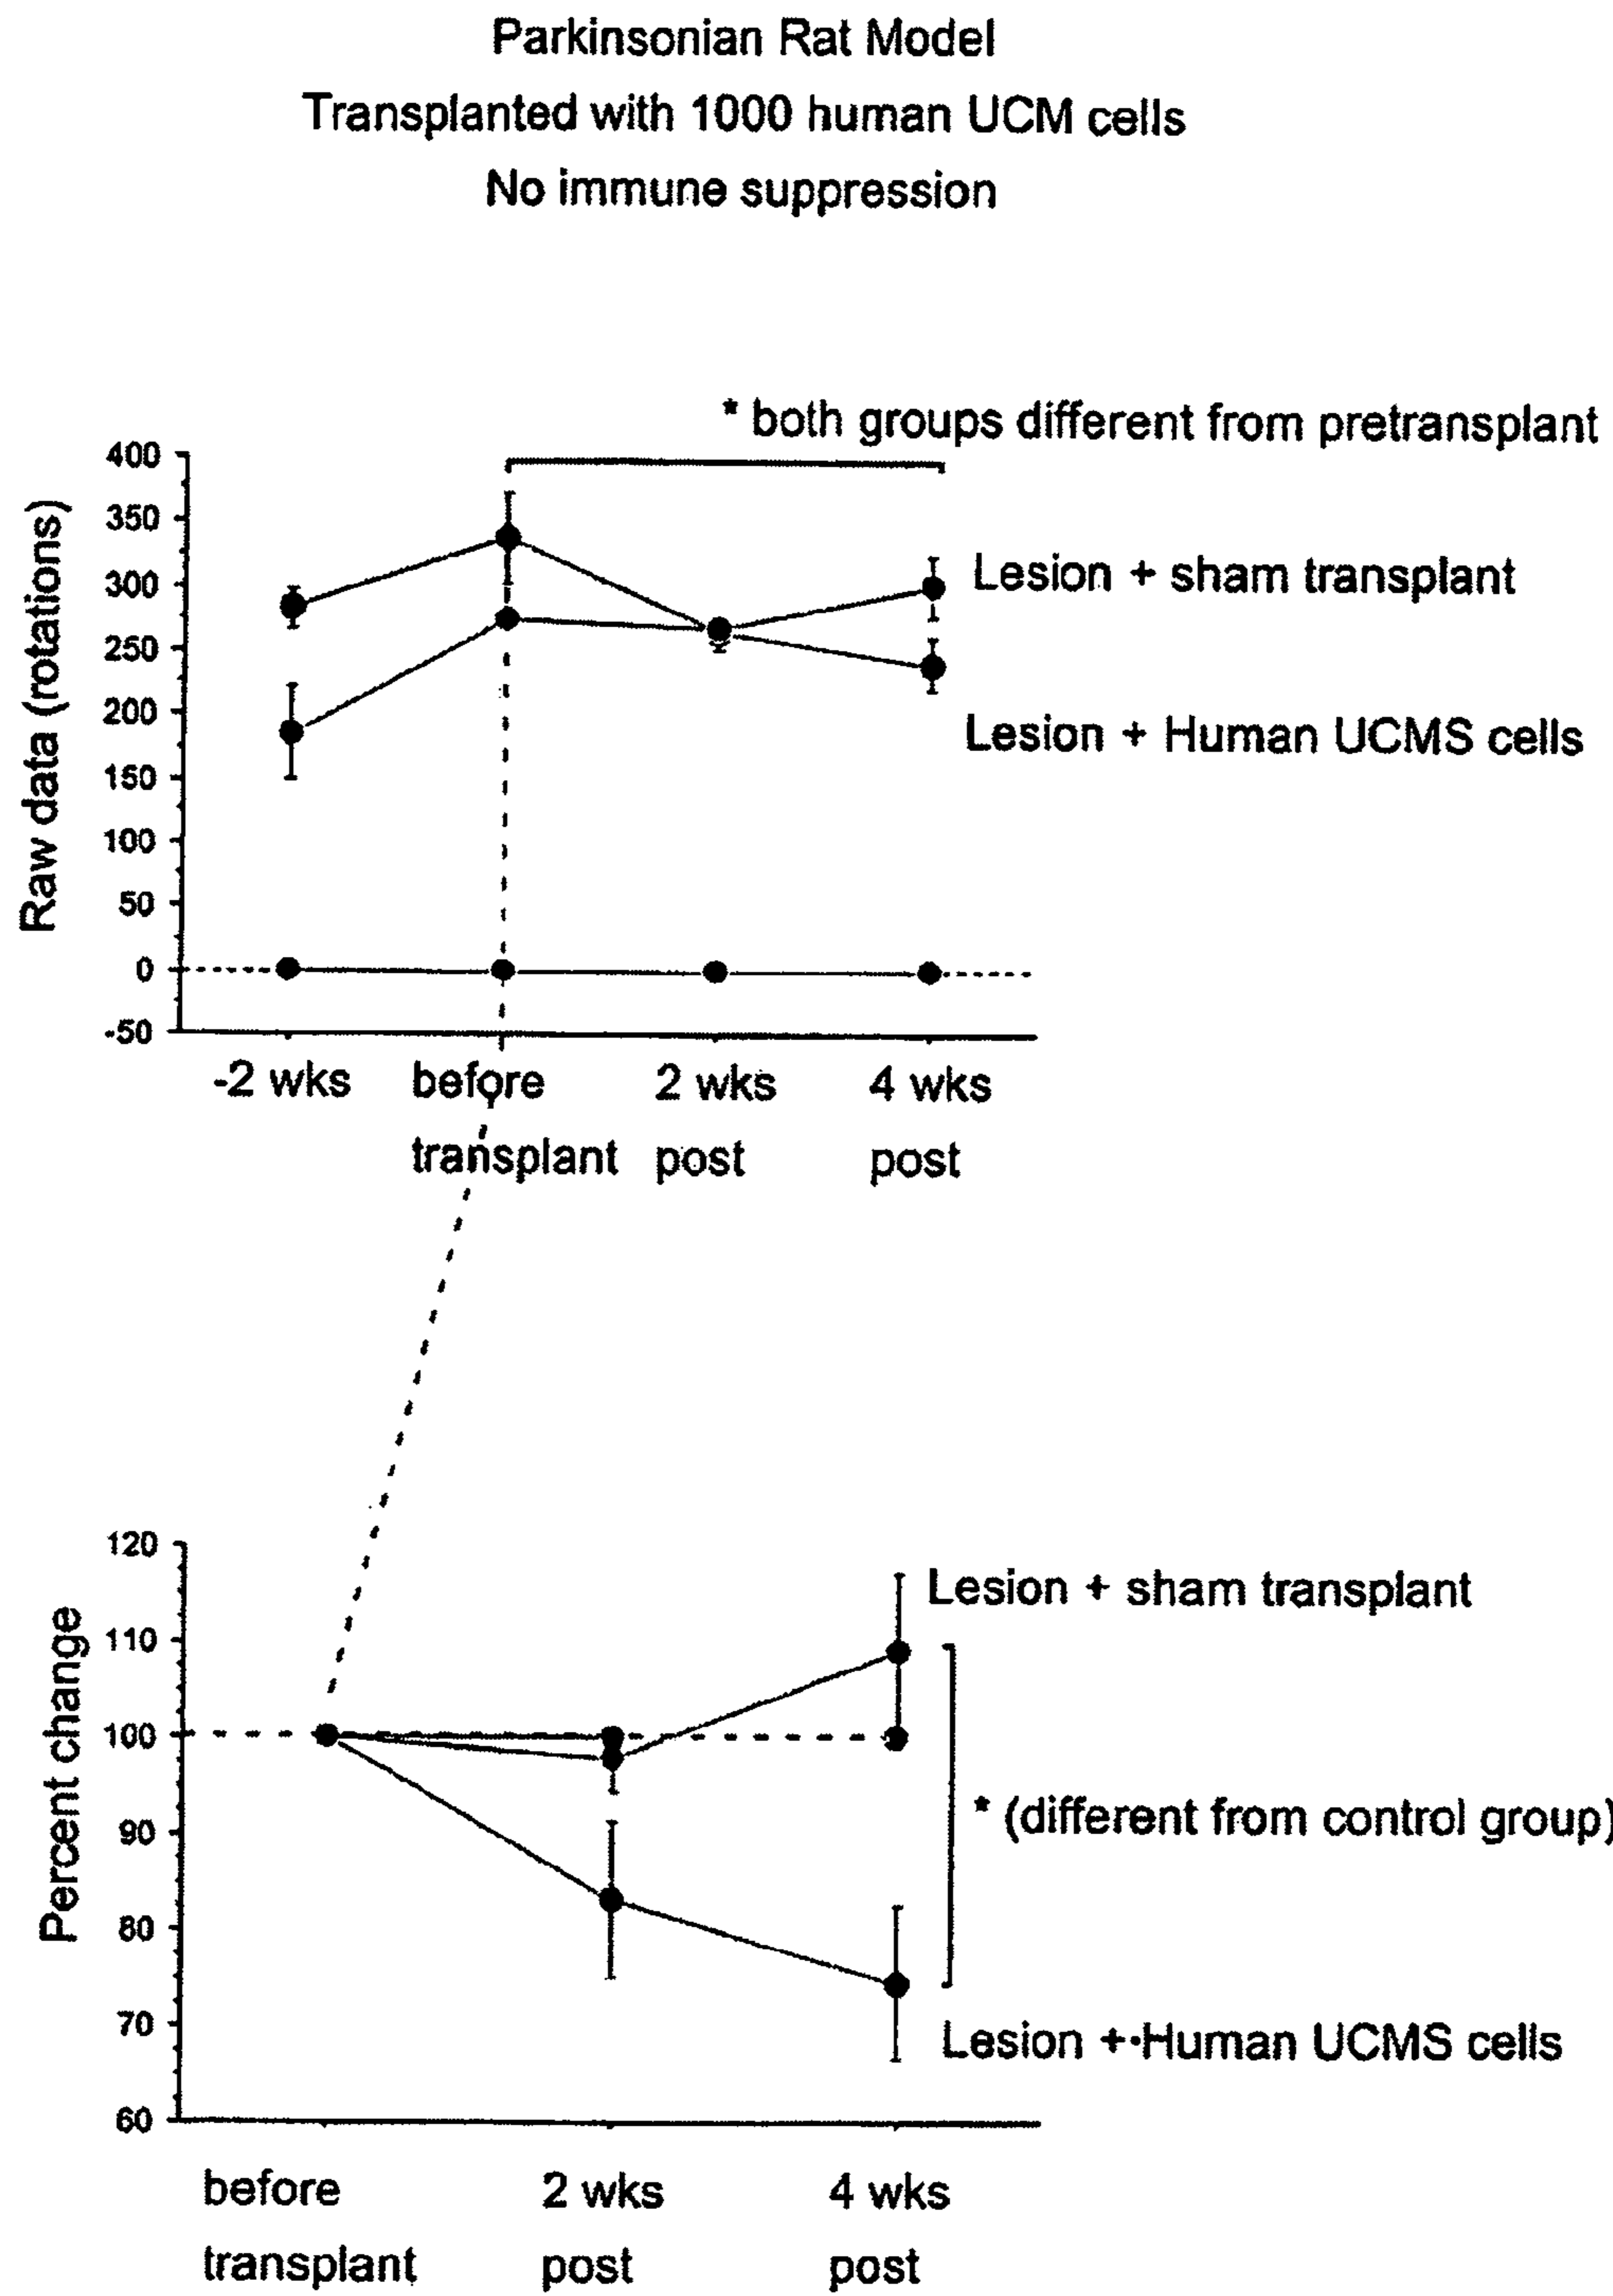 Parkinsonian Rat Model
Transplanted with 1000 human UCM cells
No immune suppression
* both groups different from pretransplant
Raw data (rotations)
400
350
300
250
200
150
100
50
0
-50
Lesion + sham transplant
Lesion + Human UCMS cells
-2 wks
before
transplant
2 wks
post
4 wks
post
Percent change
120
110
100
90
80
70
60
Lesion + sham transplant
* (different from control group)
Lesion + Human UCMS cells
before
transplant
2 wks
post
4 wks
post